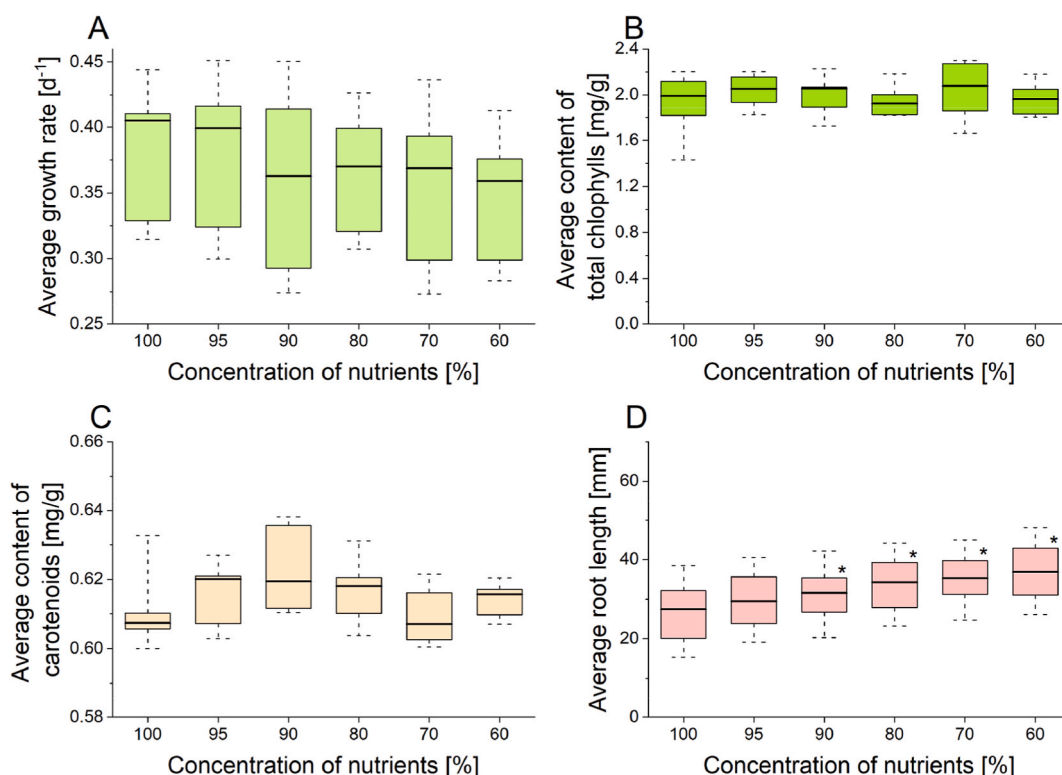 A
Average growth rate [d⁻¹]
0.45
0.40
0.35
0.30
0.25
100 95 90 80 70 60
Concentration of nutrients [%]
B
Average content of
total chlophylls [mg/g]
2.4
2.0
1.6
1.2
0.8
0.4
0.0
100 95 90 80 70 60
Concentration of nutrients [%]
C
Average content of
carotenoids [mg/g]
0.66
0.64
0.62
0.60
0.58
100 95 90 80 70 60
Concentration of nutrients [%]
D
Average root length [mm]
60
40
20
0
* * * *
100 95 90 80 70 60
Concentration of nutrients [%]